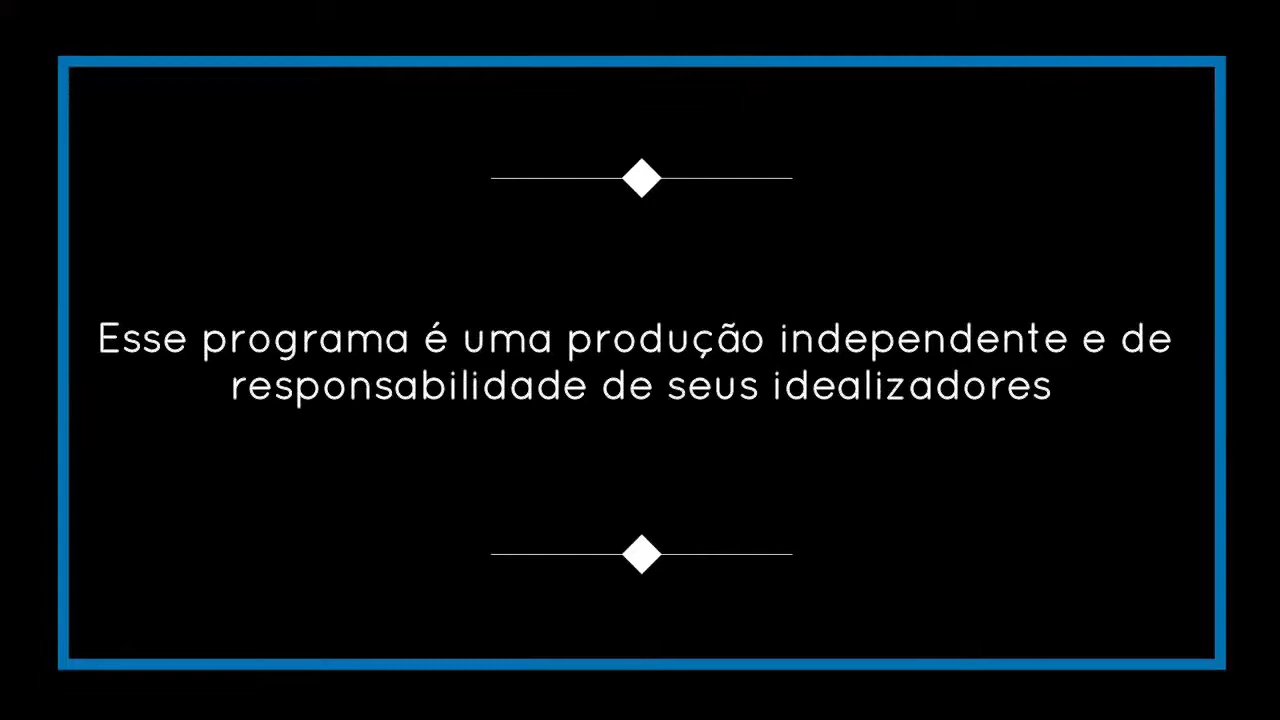 Esse programa é uma produção independente e de
responsabilidade de seus idealizadores